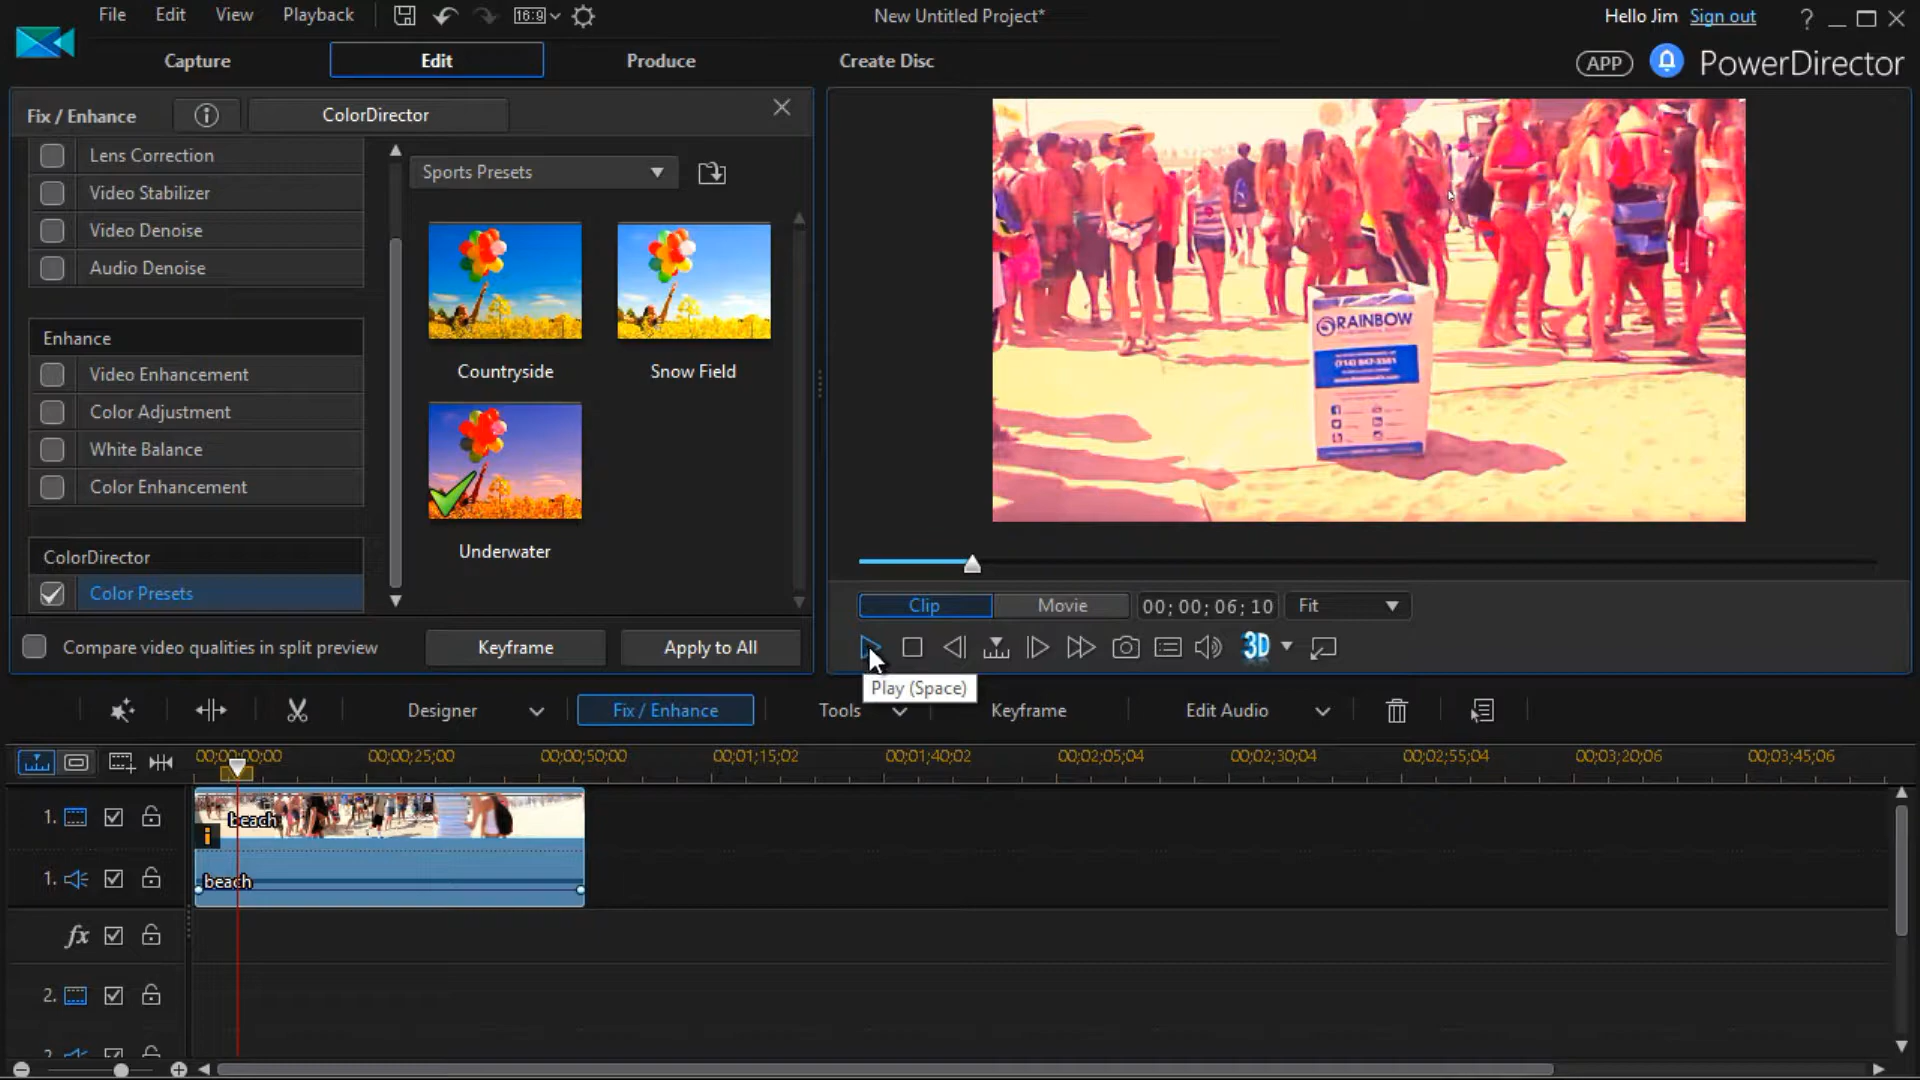 File Edit View Playback 16:9 New Untitled Project* Hello Jim Sign out ?
Capture Edit Produce Create Disc APP PowerDirector
Fix / Enhance i ColorDirector
Lens Correction
Video Stabilizer
Video Denoise
Audio Denoise
Enhance
Video Enhancement
Color Adjustment
White Balance
Color Enhancement
ColorDirector
Color Presets
Sports Presets
Countryside Snow Field
Underwater
Compare video qualities in split preview Keyframe Apply to All
RAINBOW
Clip Movie 00; 00; 06; 10 Fit
3D
Play (Space)
Designer Fix / Enhance Tools Keyframe Edit Audio
00;00;00;00 00;00;25;00 00;00;50;00 00;01;15;02 00;01;40;02 00;02;05;04 00;02;30;04 00;02;55;04 00;03;20;06 00;03;45;06
1. beach
i
1. beach
fx
2.
2.